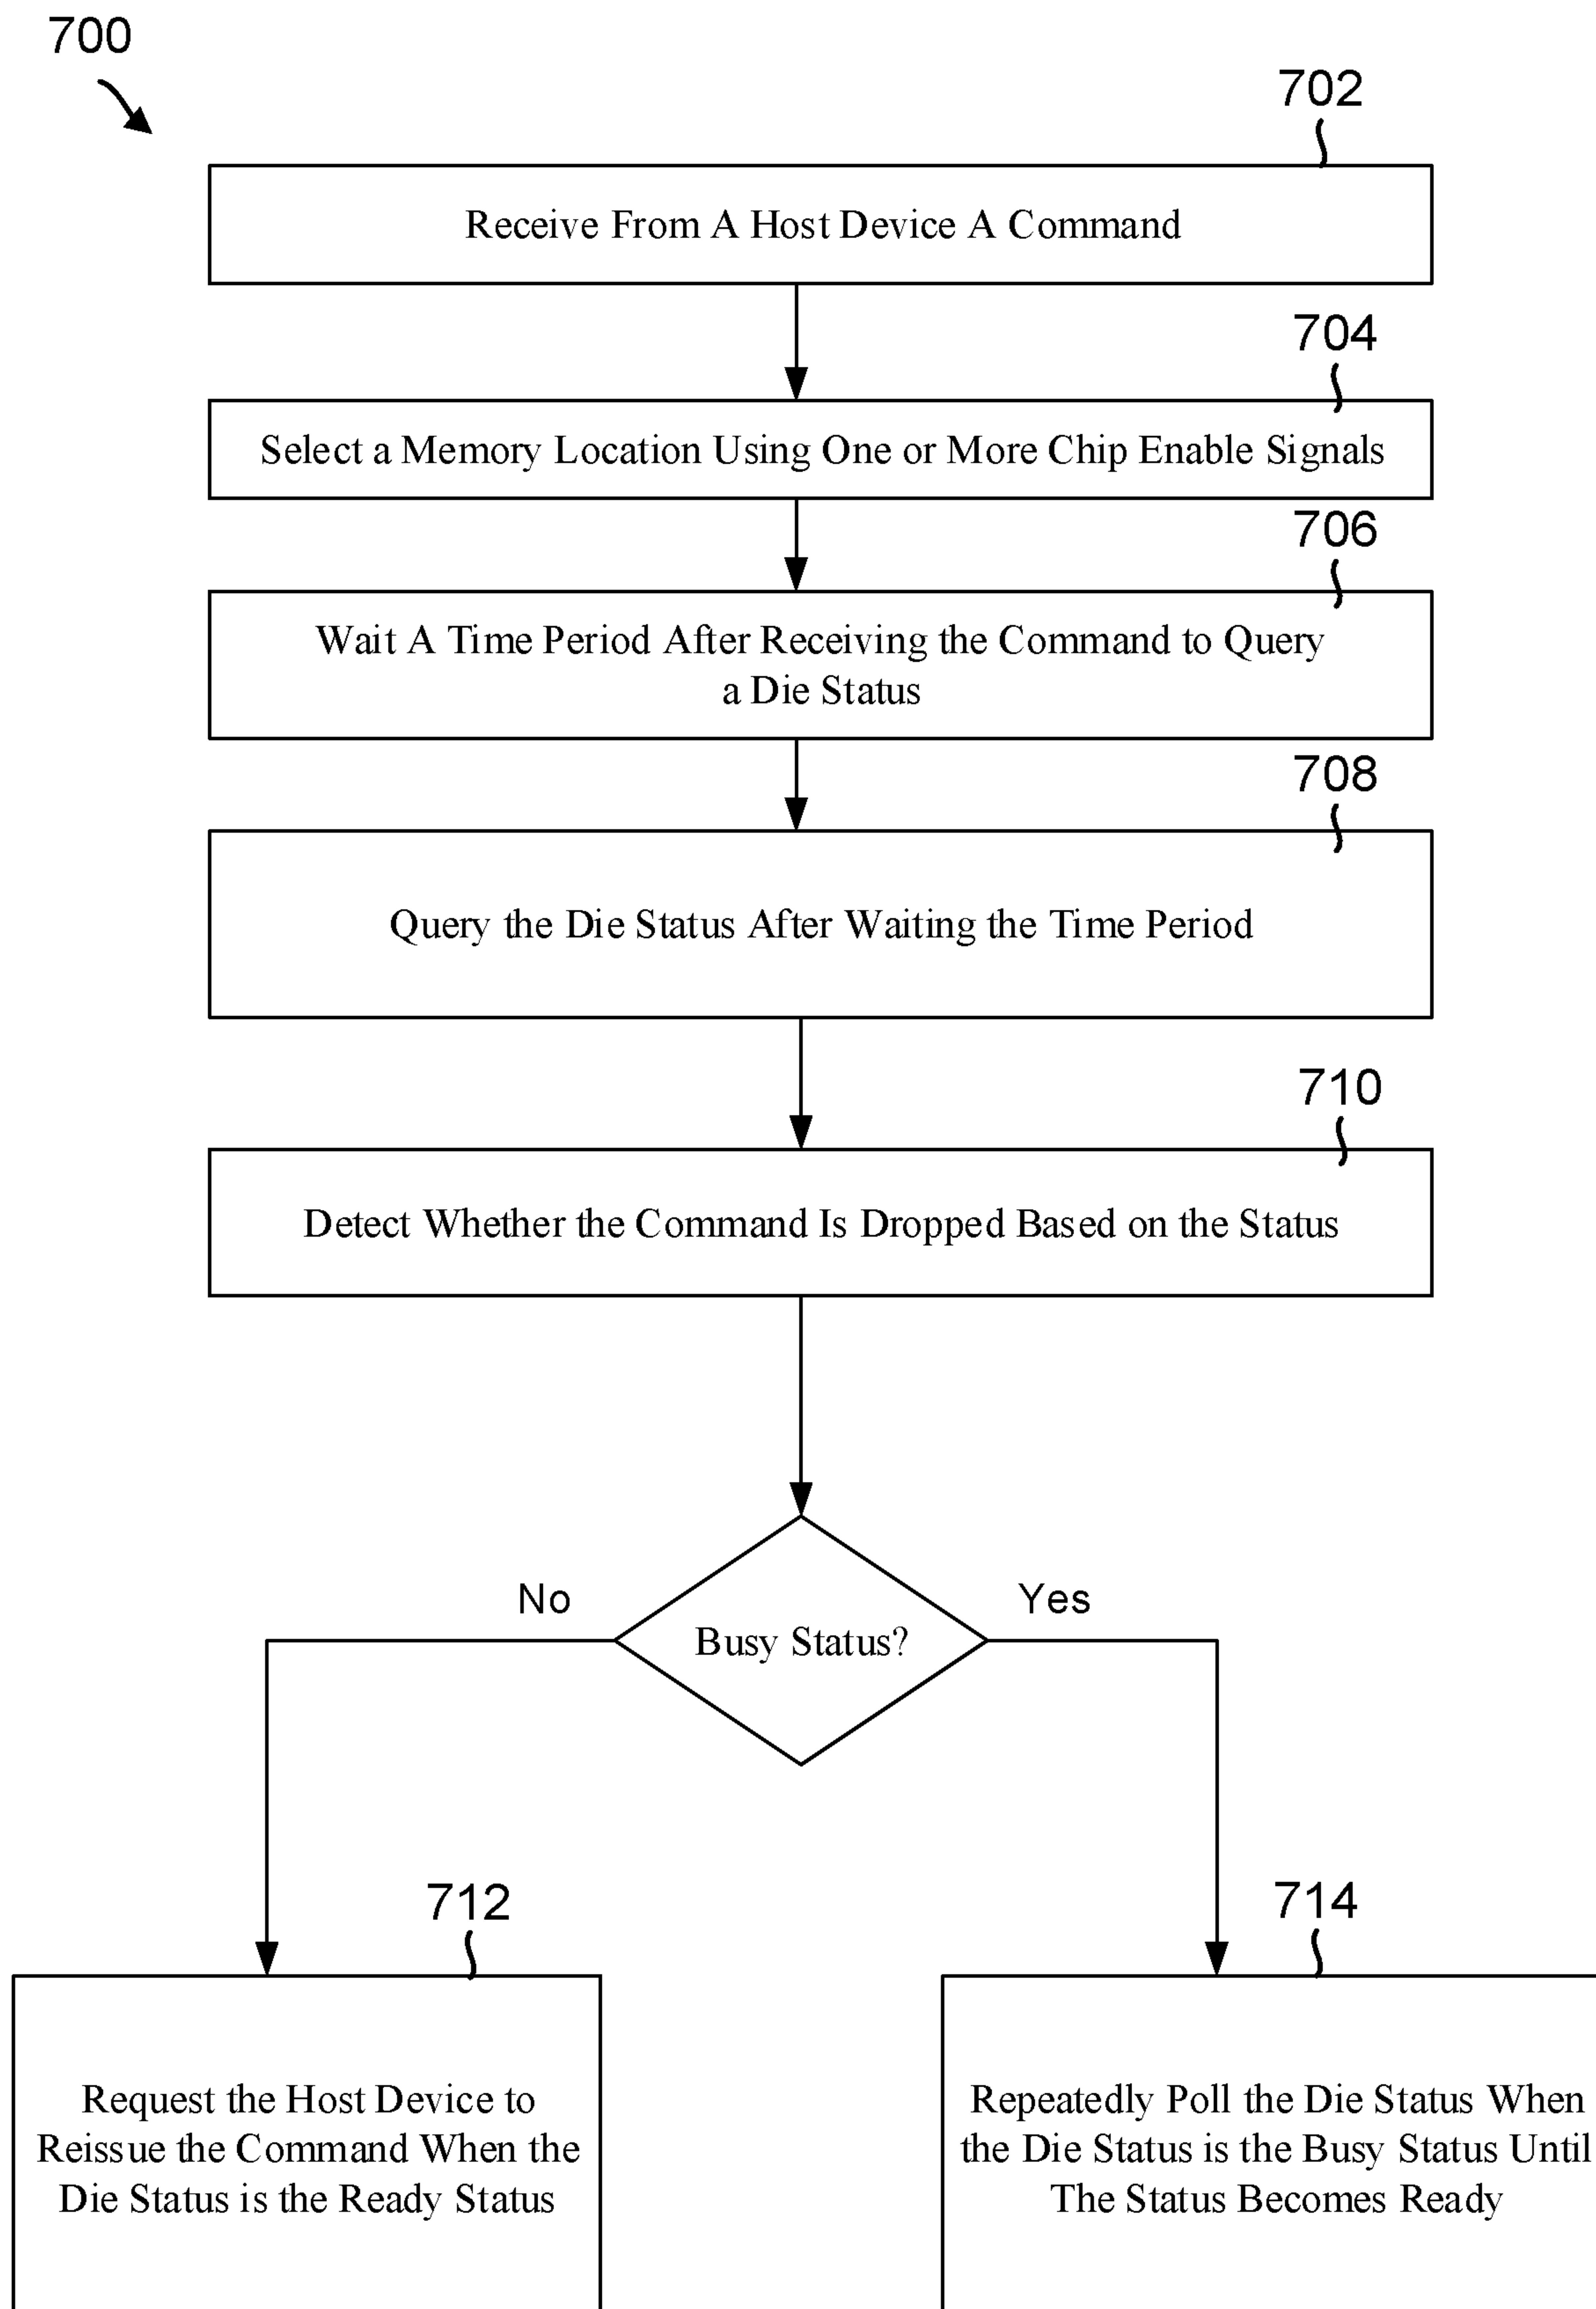 700
702
Receive From A Host Device A Command
704
Select a Memory Location Using One or More Chip Enable Signals
706
Wait A Time Period After Receiving the Command to Query
a Die Status
708
Query the Die Status After Waiting the Time Period
710
Detect Whether the Command Is Dropped Based on the Status
No
Yes
Busy Status?
712
Request the Host Device to
Reissue the Command When the
Die Status is the Ready Status
714
Repeatedly Poll the Die Status When
the Die Status is the Busy Status Until
The Status Becomes Ready